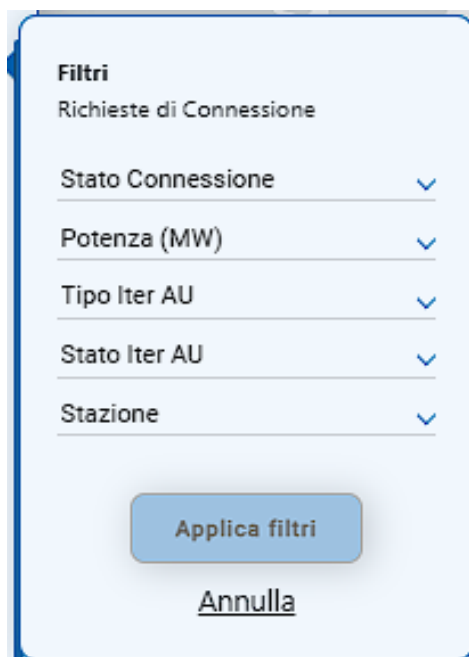 Filtri
Richieste di Connessione
Stato Connessione
Potenza (MW)
Tipo Iter AU
Stato Iter AU
Stazione
Applica filtri
Annulla